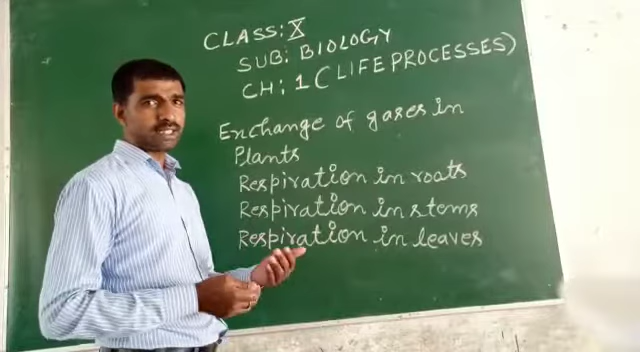 CLASS: X
SUB: BIOLOGY
CH: 1 (LIFE PROCESSES)
Exchange of gases in
Plants
Respiration in roots
Respiration in stems
Respiration in leaves